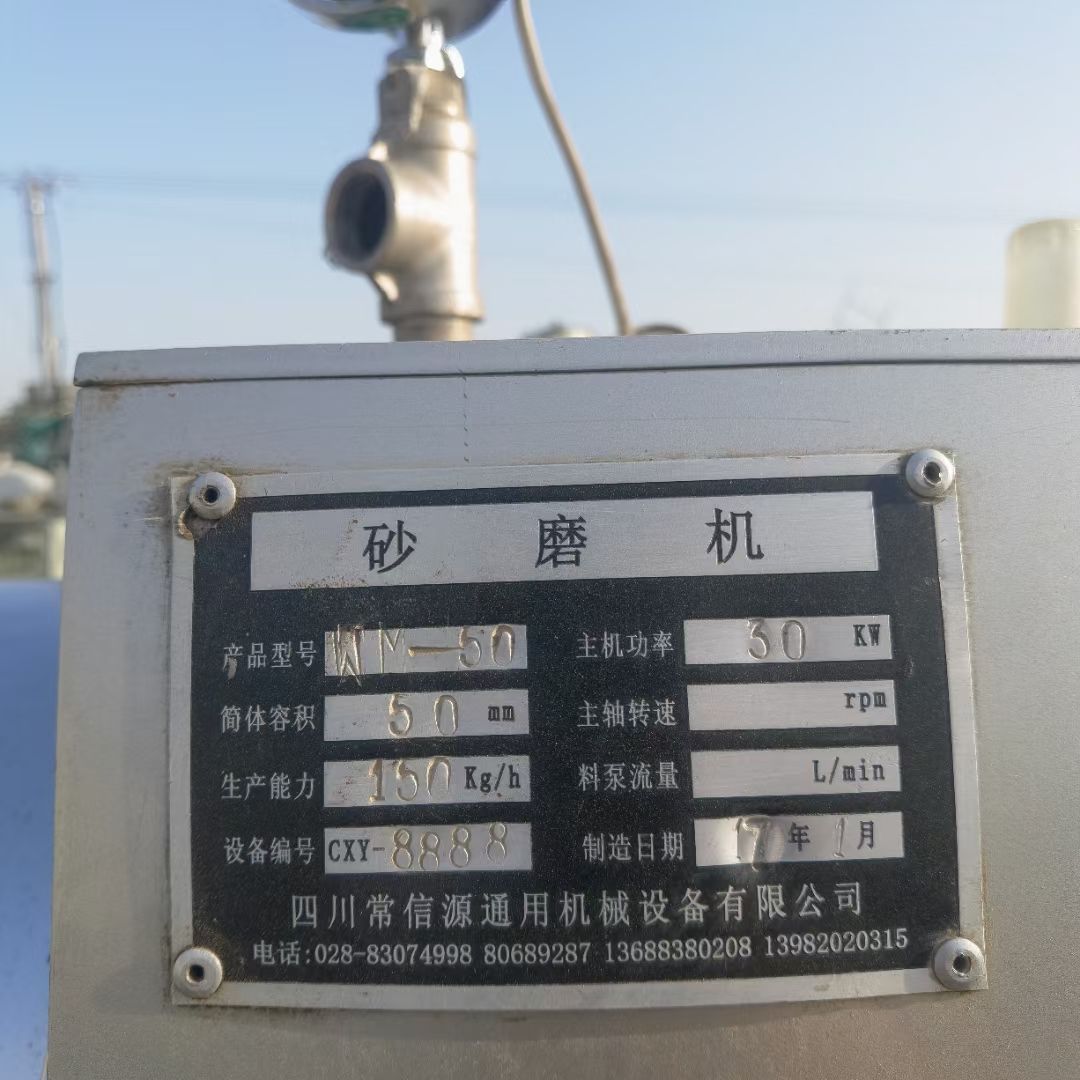 砂磨机
产品型号 WM-50 主机功率 30 KW
筒体容积 50 mm 主轴转速 rpm
生产能力 150 Kg/h 料泵流量 L/min
设备编号 CXY-8888 制造日期 17年1月
四川常信源通用机械设备有限公司
电话:028-83074998 80689287 13688380208 13982020315